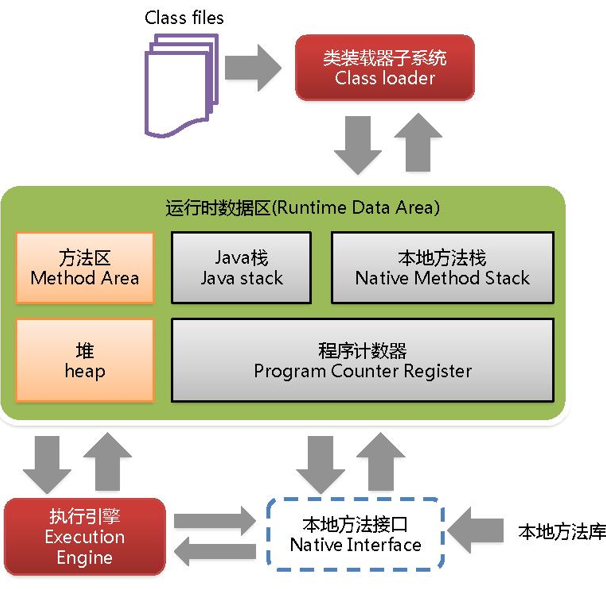 Class files
类装载器子系统
Class loader
运行时数据区(Runtime Data Area)
方法区
Method Area
Java栈
Java stack
本地方法栈
Native Method Stack
堆
heap
程序计数器
Program Counter Register
执行引擎
Execution
Engine
本地方法接口
Native Interface
本地方法库